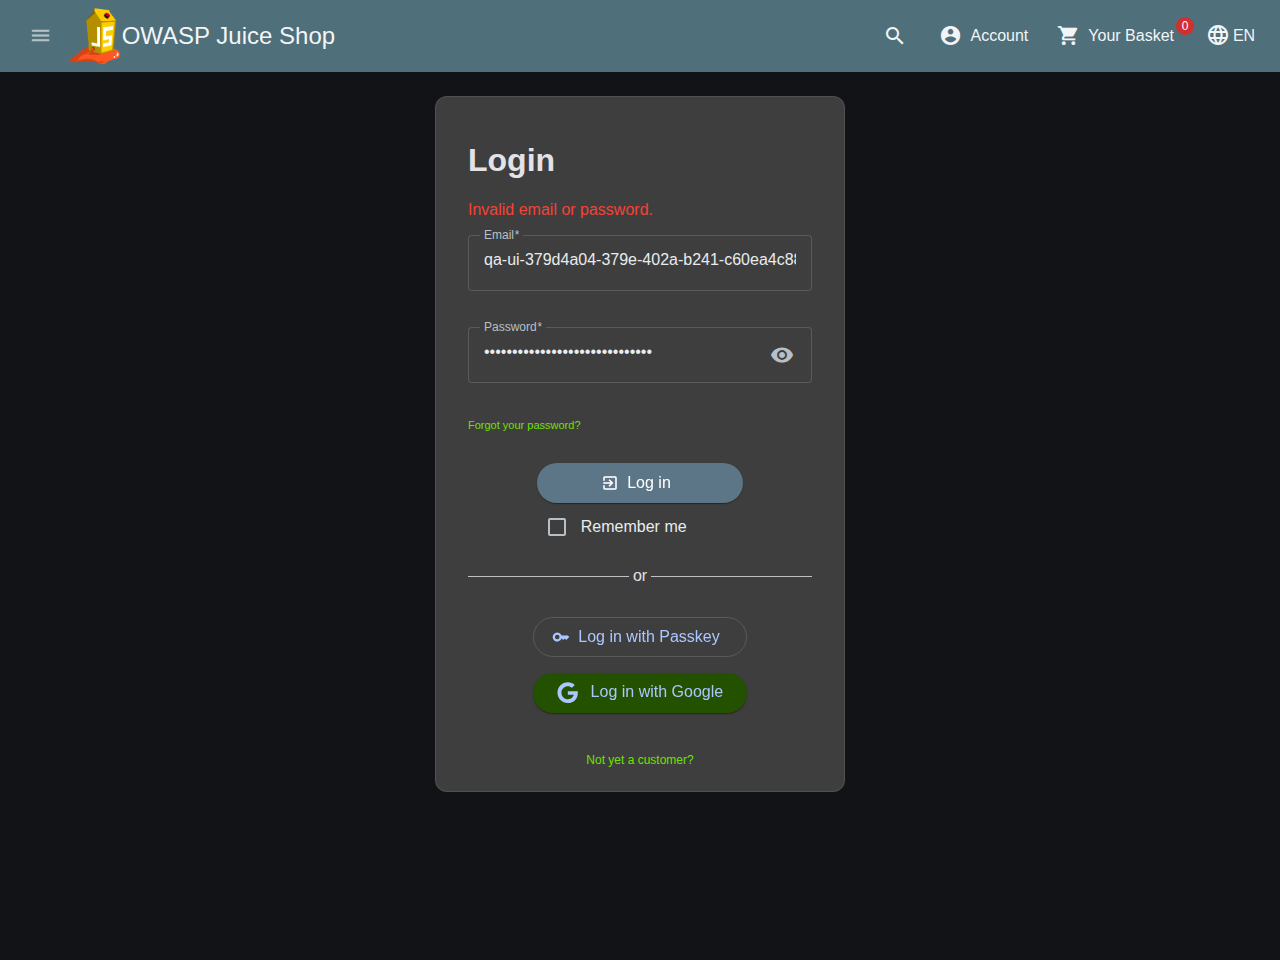 OWASP Juice Shop
Account
Your Basket
0
EN
Login
Invalid email or password.
Email*
qa-ui-379d4a04-379e-402a-b241-c60ea4c8
Password*
••••••••••••••••••••••••••••••
Forgot your password?
Log in
Remember me
or
Log in with Passkey
Log in with Google
Not yet a customer?